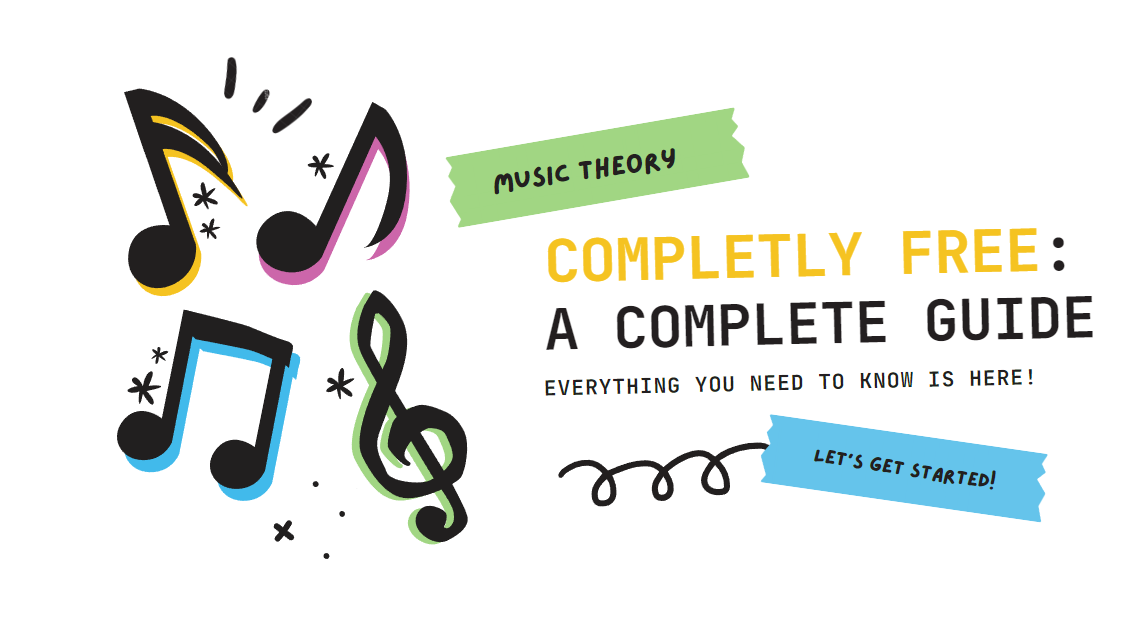 MUSIC THEORY
COMPLETLY FREE:
A COMPLETE GUIDE
EVERYTHING YOU NEED TO KNOW IS HERE!
LET'S GET STARTED!